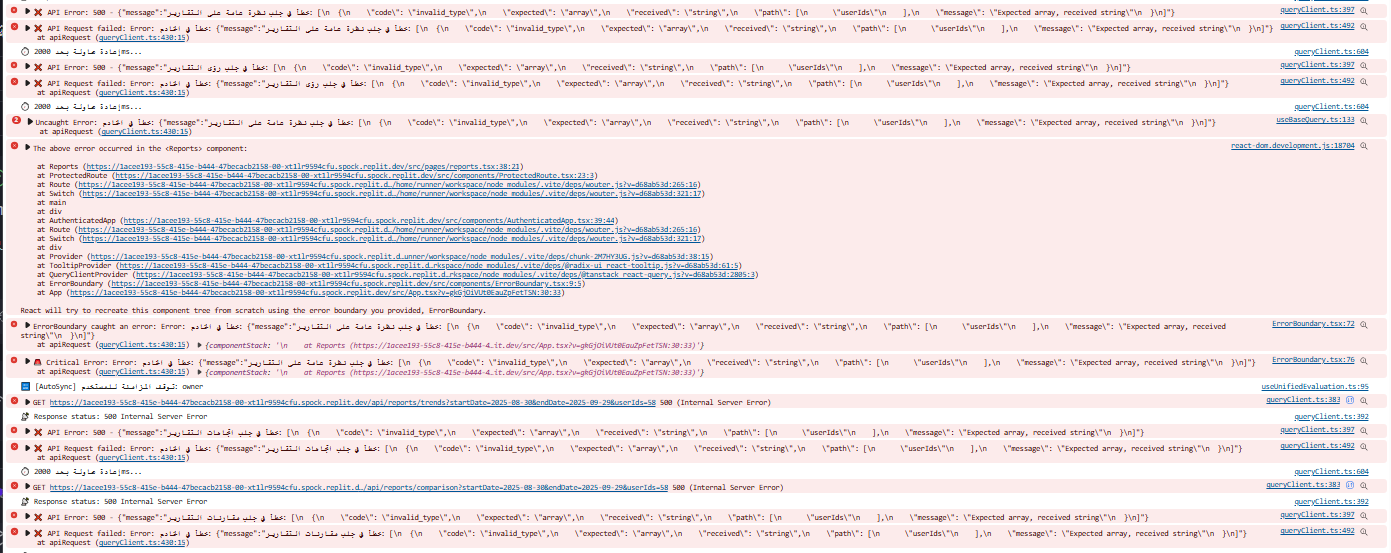 ❌ API Error: 500 - {"message":"خطأ في جلب نظرة عامة على التقارير: [\n  {\n    \"code\": \"invalid_type\",\n    \"expected\": \"array\",\n    \"received\": \"string\",\n    \"path\": [\n      \"userIds\"\n    ],\n    \"message\": \"Expected array, received string\"\n  }\n]"} queryClient.ts:397
❌ API Request failed: Error: خطأ في الخادم: {"message":"خطأ في جلب نظرة عامة على التقارير: [\n  {\n    \"code\": \"invalid_type\",\n    \"expected\": \"array\",\n    \"received\": \"string\",\n    \"path\": [\n      \"userIds\"\n    ],\n    \"message\": \"Expected array, received string\"\n  }\n]"} queryClient.ts:492
at apiRequest (queryClient.ts:430:15)
إعادة محاولة بعد 2000ms... queryClient.ts:604
❌ API Error: 500 - {"message":"خطأ في جلب رؤى التقارير: [\n  {\n    \"code\": \"invalid_type\",\n    \"expected\": \"array\",\n    \"received\": \"string\",\n    \"path\": [\n      \"userIds\"\n    ],\n    \"message\": \"Expected array, received string\"\n  }\n]"} queryClient.ts:397
❌ API Request failed: Error: خطأ في الخادم: {"message":"خطأ في جلب رؤى التقارير: [\n  {\n    \"code\": \"invalid_type\",\n    \"expected\": \"array\",\n    \"received\": \"string\",\n    \"path\": [\n      \"userIds\"\n    ],\n    \"message\": \"Expected array, received string\"\n  }\n]"} queryClient.ts:492
at apiRequest (queryClient.ts:430:15)
إعادة محاولة بعد 2000ms... queryClient.ts:604
2 Uncaught Error: خطأ في الخادم: {"message":"خطأ في جلب نظرة عامة على التقارير: [\n  {\n    \"code\": \"invalid_type\",\n    \"expected\": \"array\",\n    \"received\": \"string\",\n    \"path\": [\n      \"userIds\"\n    ],\n    \"message\": \"Expected array, received string\"\n  }\n]"} useBaseQuery.ts:133
at apiRequest (queryClient.ts:430:15)
The above error occurred in the <Reports> component: react-dom.development.js:18704
at Reports (https://1acee193-55c8-415e-b444-47becacb2158-00-xt1lr9594cfu.spock.replit.dev/src/pages/reports.tsx:38:21)
at ProtectedRoute (https://1acee193-55c8-415e-b444-47becacb2158-00-xt1lr9594cfu.spock.replit.dev/src/components/ProtectedRoute.tsx:23:3)
at Route (https://1acee193-55c8-415e-b444-47becacb2158-00-xt1lr9594cfu.spock.replit.d…/home/runner/workspace/node_modules/.vite/deps/wouter.js?v=d68ab53d:265:16)
at Switch (https://1acee193-55c8-415e-b444-47becacb2158-00-xt1lr9594cfu.spock.replit.d…/home/runner/workspace/node_modules/.vite/deps/wouter.js?v=d68ab53d:321:17)
at main
at div
at AuthenticatedApp (https://1acee193-55c8-415e-b444-47becacb2158-00-xt1lr9594cfu.spock.replit.dev/src/components/AuthenticatedApp.tsx:39:44)
at Route (https://1acee193-55c8-415e-b444-47becacb2158-00-xt1lr9594cfu.spock.replit.d…/home/runner/workspace/node_modules/.vite/deps/wouter.js?v=d68ab53d:265:16)
at Switch (https://1acee193-55c8-415e-b444-47becacb2158-00-xt1lr9594cfu.spock.replit.d…/home/runner/workspace/node_modules/.vite/deps/wouter.js?v=d68ab53d:321:17)
at div
at Provider (https://1acee193-55c8-415e-b444-47becacb2158-00-xt1lr9594cfu.spock.replit.d…unner/workspace/node_modules/.vite/deps/chunk-2M7HY3UG.js?v=d68ab53d:38:15)
at TooltipProvider (https://1acee193-55c8-415e-b444-47becacb2158-00-xt1lr9594cfu.spock.replit.d…rkspace/node_modules/.vite/deps/@radix-ui_react-tooltip.js?v=d68ab53d:61:5)
at QueryClientProvider (https://1acee193-55c8-415e-b444-47becacb2158-00-xt1lr9594cfu.spock.replit.d…rkspace/node_modules/.vite/deps/@tanstack_react-query.js?v=d68ab53d:2805:3)
at ErrorBoundary (https://1acee193-55c8-415e-b444-47becacb2158-00-xt1lr9594cfu.spock.replit.dev/src/components/ErrorBoundary.tsx:9:5)
at App (https://1acee193-55c8-415e-b444-47becacb2158-00-xt1lr9594cfu.spock.replit.dev/src/App.tsx?v=gkGjOiVUt0EauZpFetTSN:30:33)
React will try to recreate this component tree from scratch using the error boundary you provided, ErrorBoundary.
ErrorBoundary caught an error: Error: خطأ في الخادم: {"message":"خطأ في جلب نظرة عامة على التقارير: [\n  {\n    \"code\": \"invalid_type\",\n    \"expected\": \"array\",\n    \"received\": \"string\",\n    \"path\": [\n      \"userIds\"\n    ],\n    \"message\": \"Expected array, received ErrorBoundary.tsx:72
string\"\n  }\n]"}
at apiRequest (queryClient.ts:430:15) {componentStack: '\n    at Reports (https://1acee193-55c8-415e-b444-4…it.dev/src/App.tsx?v=gkGjOiVUt0EauZpFetTSN:30:33)'}
🚨 Critical Error: Error: خطأ في الخادم: {"message":"خطأ في جلب نظرة عامة على التقارير: [\n  {\n    \"code\": \"invalid_type\",\n    \"expected\": \"array\",\n    \"received\": \"string\",\n    \"path\": [\n      \"userIds\"\n    ],\n    \"message\": \"Expected array, received string\"\n  }\n]"} ErrorBoundary.tsx:76
at apiRequest (queryClient.ts:430:15) {componentStack: '\n    at Reports (https://1acee193-55c8-415e-b444-4…it.dev/src/App.tsx?v=gkGjOiVUt0EauZpFetTSN:30:33)'}
[AutoSync] توقف المزامنة للمستخدم: owner useUnifiedEvaluation.ts:95
GET https://1acee193-55c8-415e-b444-47becacb2158-00-xt1lr9594cfu.spock.replit.dev/api/reports/trends?startDate=2025-08-30&endDate=2025-09-29&userIds=58 500 (Internal Server Error) queryClient.ts:383
Response status: 500 Internal Server Error queryClient.ts:392
❌ API Error: 500 - {"message":"خطأ في جلب اتجاهات التقارير: [\n  {\n    \"code\": \"invalid_type\",\n    \"expected\": \"array\",\n    \"received\": \"string\",\n    \"path\": [\n      \"userIds\"\n    ],\n    \"message\": \"Expected array, received string\"\n  }\n]"} queryClient.ts:397
❌ API Request failed: Error: خطأ في الخادم: {"message":"خطأ في جلب اتجاهات التقارير: [\n  {\n    \"code\": \"invalid_type\",\n    \"expected\": \"array\",\n    \"received\": \"string\",\n    \"path\": [\n      \"userIds\"\n    ],\n    \"message\": \"Expected array, received string\"\n  }\n]"} queryClient.ts:492
at apiRequest (queryClient.ts:430:15)
إعادة محاولة بعد 2000ms... queryClient.ts:604
GET https://1acee193-55c8-415e-b444-47becacb2158-00-xt1lr9594cfu.spock.replit.d…/api/reports/comparison?startDate=2025-08-30&endDate=2025-09-29&userIds=58 500 (Internal Server Error) queryClient.ts:383
Response status: 500 Internal Server Error queryClient.ts:392
❌ API Error: 500 - {"message":"خطأ في جلب مقارنات التقارير: [\n  {\n    \"code\": \"invalid_type\",\n    \"expected\": \"array\",\n    \"received\": \"string\",\n    \"path\": [\n      \"userIds\"\n    ],\n    \"message\": \"Expected array, received string\"\n  }\n]"} queryClient.ts:397
❌ API Request failed: Error: خطأ في الخادم: {"message":"خطأ في جلب مقارنات التقارير: [\n  {\n    \"code\": \"invalid_type\",\n    \"expected\": \"array\",\n    \"received\": \"string\",\n    \"path\": [\n      \"userIds\"\n    ],\n    \"message\": \"Expected array, received string\"\n  }\n]"} queryClient.ts:492
at apiRequest (queryClient.ts:430:15)